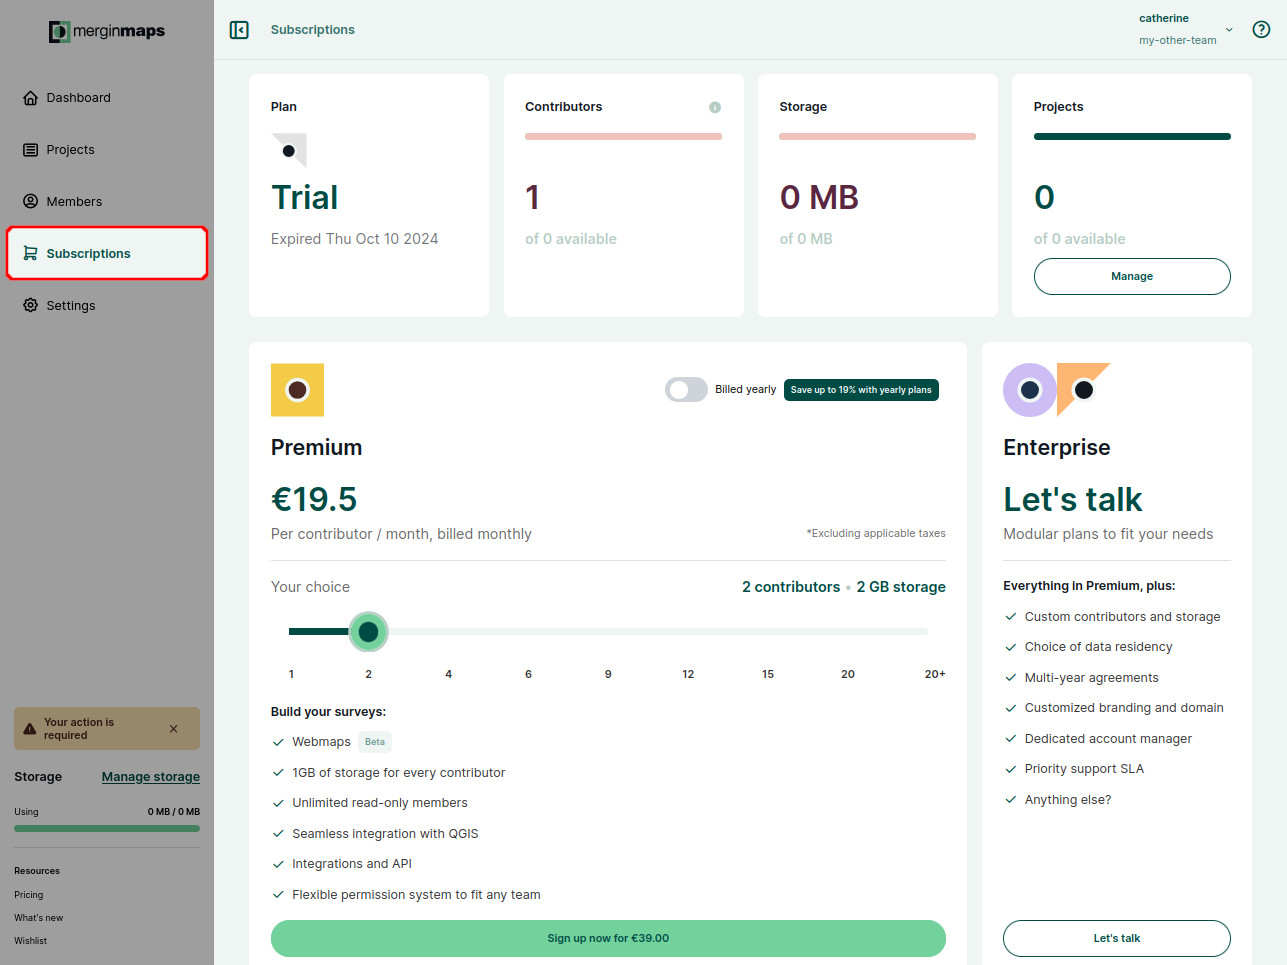 merginmaps
Subscriptions
catherine
my-other-team
Dashboard
Projects
Members
Subscriptions
Settings
Your action is
required
Storage
Manage storage
Using
0 MB / 0 MB
Resources
Pricing
What's new
Wishlist
Plan
Trial
Expired Thu Oct 10 2024
Contributors
1
of 0 available
Storage
0 MB
of 0 MB
Projects
0
of 0 available
Manage
Billed yearly
Save up to 19% with yearly plans
Premium
€19.5
Per contributor / month, billed monthly
*Excluding applicable taxes
Your choice
2 contributors • 2 GB storage
1 2 4 6 9 12 15 20 20+
Build your surveys:
Webmaps Beta
1GB of storage for every contributor
Unlimited read-only members
Seamless integration with QGIS
Integrations and API
Flexible permission system to fit any team
Sign up now for €39.00
Enterprise
Let's talk
Modular plans to fit your needs
Everything in Premium, plus:
Custom contributors and storage
Choice of data residency
Multi-year agreements
Customized branding and domain
Dedicated account manager
Priority support SLA
Anything else?
Let's talk